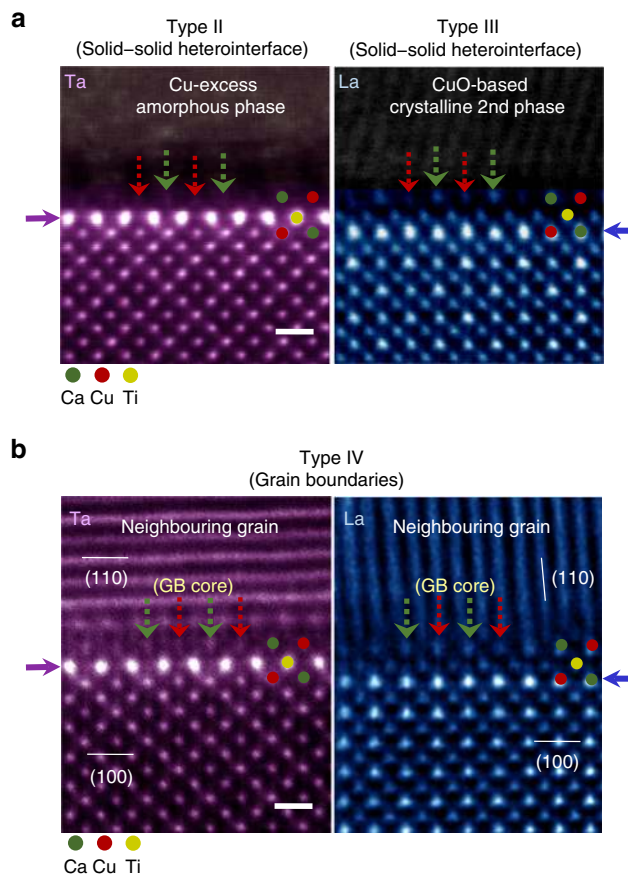 a
Type II
(Solid–solid heterointerface)
Type III
(Solid–solid heterointerface)
Ta
Cu-excess
amorphous phase
La
CuO-based
crystalline 2nd phase
Ca Cu Ti
b
Type IV
(Grain boundaries)
Ta
Neighbouring grain
(110)
(GB core)
(100)
La
Neighbouring grain
(110)
(GB core)
(100)
Ca Cu Ti